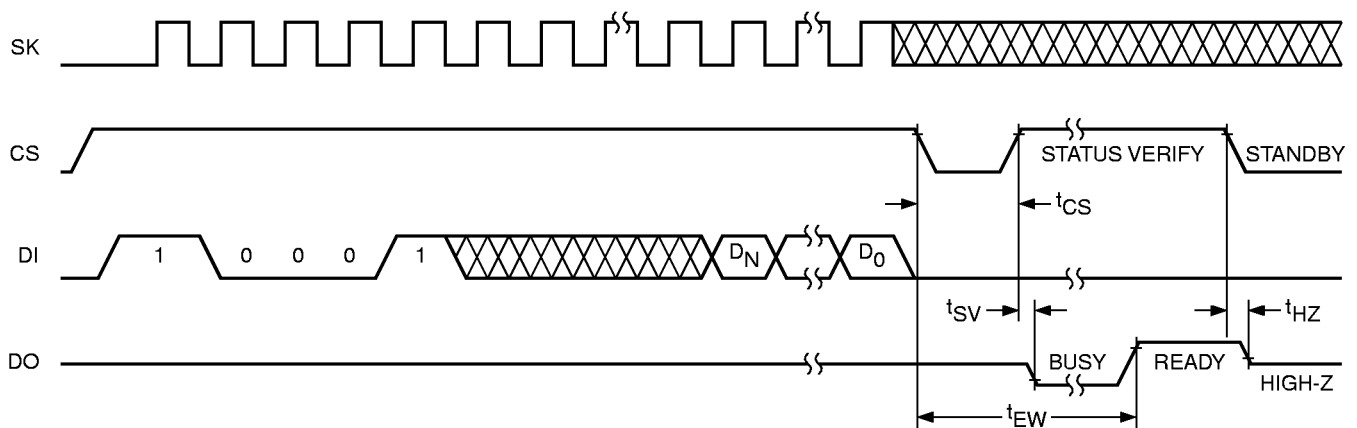 SK
CS
STATUS VERIFY
STANDBY
tCS
DI
1
0
0
0
1
DN
D0
tSV
tHZ
DO
BUSY
READY
HIGH-Z
tEW